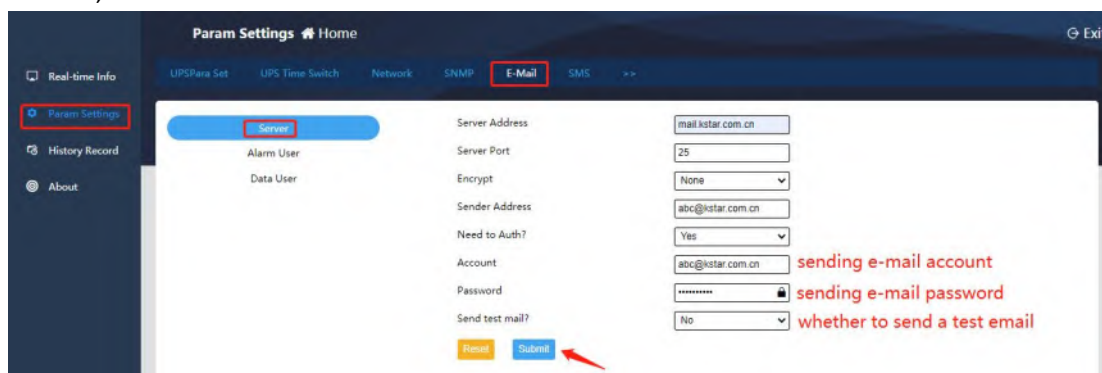 Param Settings Home
Exi
Real-time Info
Param Settings
History Record
About
UPSPara Set UPS Time Switch Network SNMP E-Mail SMS >>
Server
Alarm User
Data User
Server Address mail.kstar.com.cn
Server Port 25
Encrypt None
Sender Address abc@kstar.com.cn
Need to Auth? Yes
Account abc@kstar.com.cn sending e-mail account
Password •••••••••• sending e-mail password
Send test mail? No whether to send a test email
Reset Submit